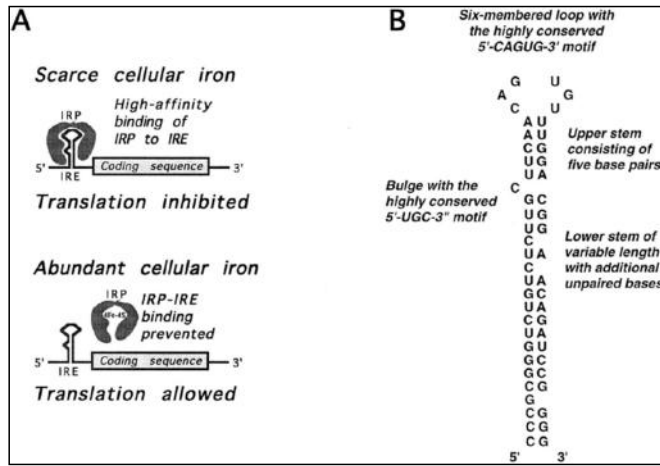 A
Scarce cellular iron
IRP
High-affinity
binding of
IRP to IRE
5'
Coding sequence
3'
IRE
Translation inhibited
Abundant cellular iron
IRP
4Fe-4S
IRP-IRE
binding
prevented
5'
Coding sequence
3'
IRE
Translation allowed
B
Six-membered loop with
the highly conserved
5'-CAGUG-3' motif
G U
A G
C U
A U
A U
C G
U G
U A
Upper stem
consisting of
five base pairs
C
Bulge with the
highly conserved
5'-UGC-3" motif
G C
U G
U G
C
U A
C
U A
G C
U A
C G
U A
G U
G C
G C
C G
G
C G
C G
C G
Lower stem of
variable length
with additional
unpaired bases
5' 3'